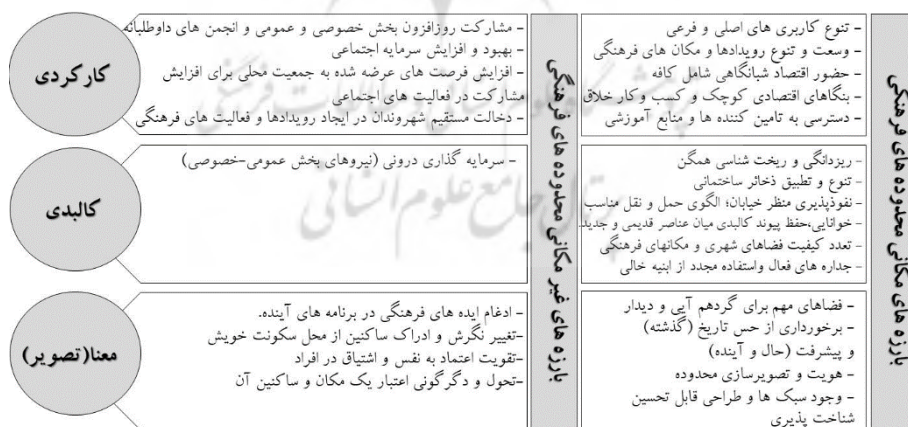 بارزه های مکانی محدوده های فرهنگی
- تنوع کاربری های اصلی و فرعی
- وسعت و تنوع رویدادها و مکان های فرهنگی
- حضور اقتصاد شبانگاهی شامل کافه
- بنگاهای اقتصادی کوچک و کسب وکار خلاق
- دسترسی به تامین کننده ها و منابع آموزشی
- ریزدانگی و ریخت شناسی همگن
- تنوع و تطبیق ذخائر ساختمانی
- نفوذپذیری منظر خیابان؛ الگوی حمل و نقل مناسب
- خوانایی،حفظ پیوند کالبدی میان عناصر قدیمی و جدید.
- تعدد کیفیت فضاهای شهری و مکانهای فرهنگی
- جداره های فعال واستفاده مجدد از ابنیه خالی
- فضاهای مهم برای گردهم آیی و دیدار
- برخورداری از حس تاریخ (گذشته)
و پیشرفت (حال و آینده)
- هویت و تصویرسازی محدوده
- وجود سبک ها و طراحی قابل تحسین
شناخت پذیری
بارزه های غیر مکانی محدوده های فرهنگی
- مشارکت روزافزون بخش خصوصی و عمومی و انجمن های داوطلبانه
- بهبود و افزایش سرمایه اجتماعی
- افزایش فرصت های عرضه شده به جمعیت محلی برای افزایش
مشارکت در فعالیت های اجتماعی
- دخالت مستقیم شهروندان در ایجاد رویدادها و فعالیت های فرهنگی
- سرمایه گذاری درونی (نیروهای بخش عمومی-خصوصی)
- ادغام ایده های فرهنگی در برنامه های آینده.
-تغییر نگرش و ادراک ساکنین از محل سکونت خویش
-تقویت اعتماد به نفس و اشتیاق در افراد
-تحول و دگرگونی اعتبار یک مکان و ساکنین آن
کارکردی
کالبدی
معنا(تصویر)
پرتال جامع علوم انسانی